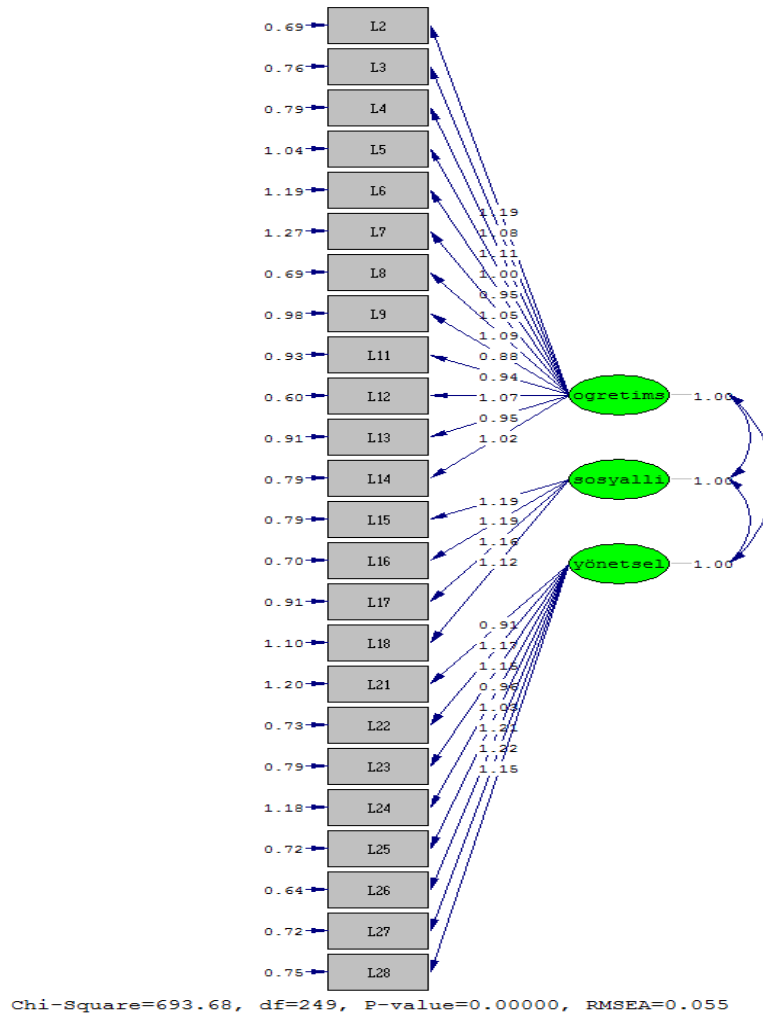 0.69 L2
0.76 L3
0.79 L4
1.04 L5
1.19 L6
1.19
1.27 L7
1.08
1.11
0.69 L8
1.00
0.95
0.98 L9
1.05
1.09
0.93 L11
0.88
0.94
0.60 L12
1.07
ogretims
1.00
0.95
0.91 L13
1.02
0.79 L14
sosyalli
1.00
1.19
0.79 L15
1.19
1.16
0.70 L16
1.12
yönetsel
1.00
0.91 L17
0.91
1.10 L18
1.17
1.15
1.20 L21
0.96
1.03
0.73 L22
1.21
1.22
0.79 L23
1.15
1.18 L24
0.72 L25
0.64 L26
0.72 L27
0.75 L28
Chi-Square=693.68, df=249, P-value=0.00000, RMSEA=0.055